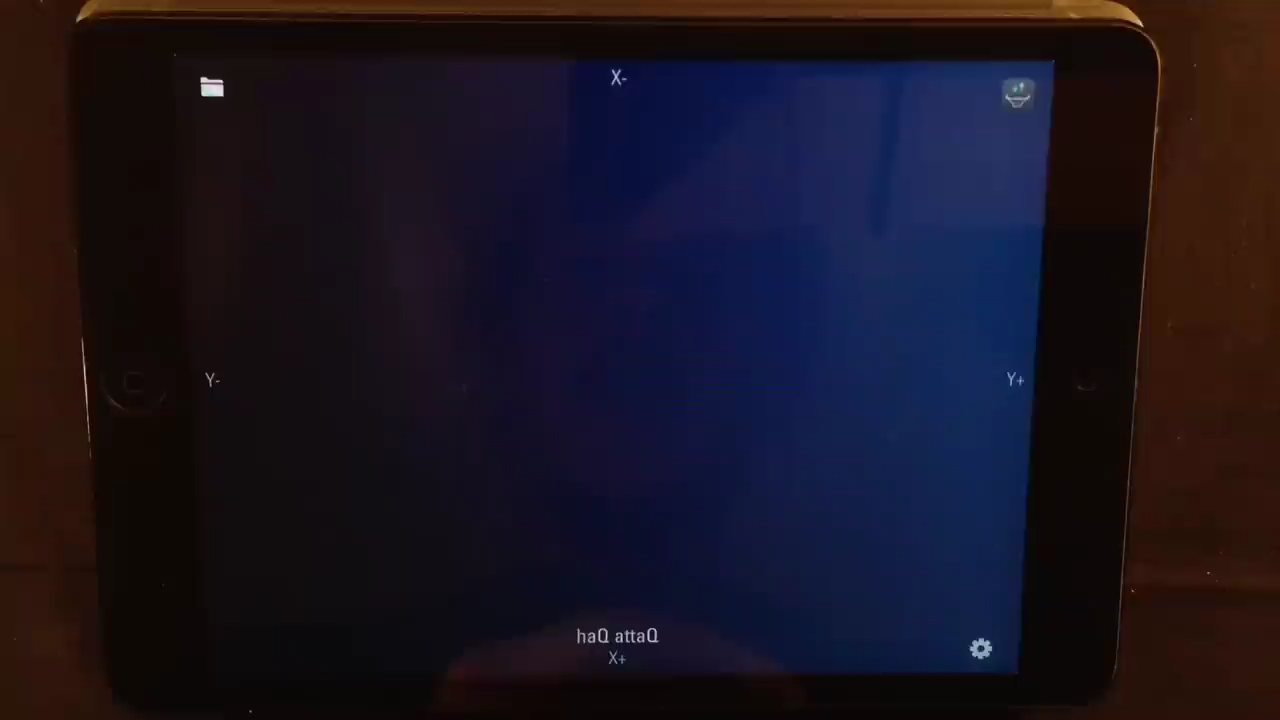 X-
Y-
Y+
haQ attaQ
X+